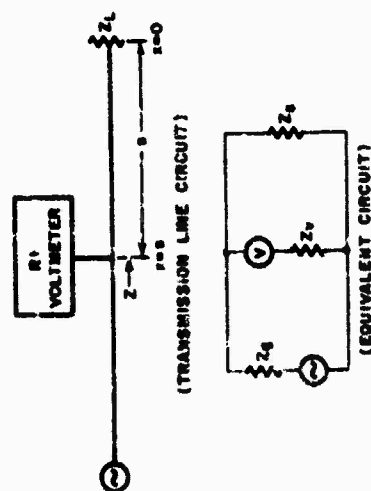 RF
VOLTMETER
Z_L
x=0
s
x=s
Z
(TRANSMISSION LINE CIRCUIT)
Z_g
V
Z_v
Z_s
(EQUIVALENT CIRCUIT)